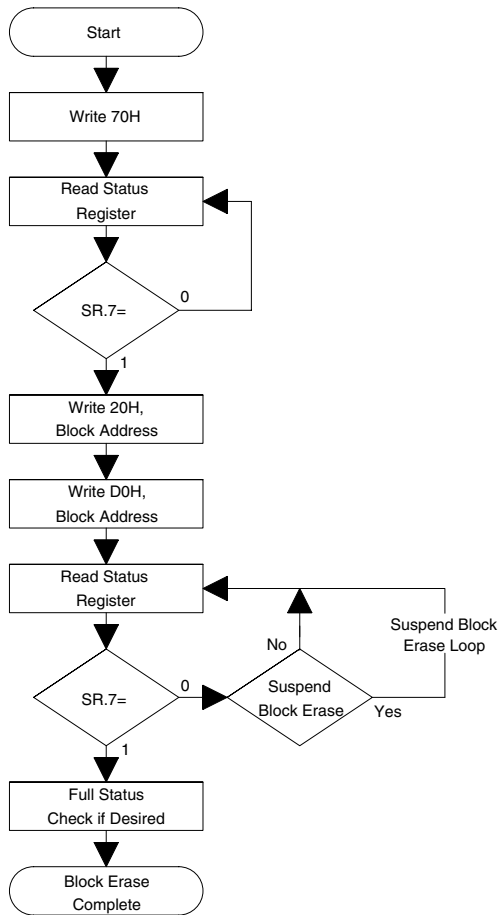 Start
Write 70H
Read Status
Register
SR.7=
0
1
Write 20H,
Block Address
Write D0H,
Block Address
Read Status
Register
Suspend Block
Erase Loop
No
SR.7=
0
Suspend
Block Erase
Yes
1
Full Status
Check if Desired
Block Erase
Complete